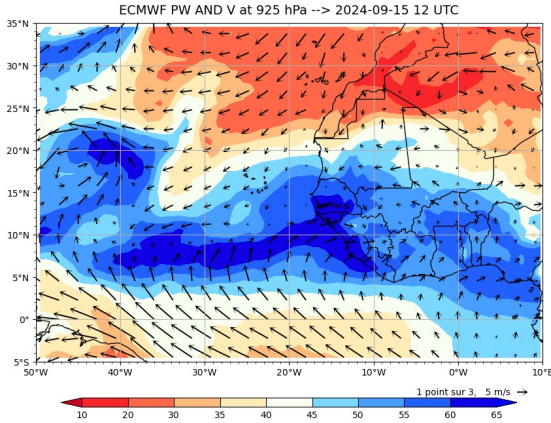 ECMWF PW AND V at 925 hPa --> 2024-09-15 12 UTC
35°N
30°N
25°N
20°N
15°N
10°N
5°N
0°
5°S
50°W 40°W 30°W 20°W 10°W 0°W 10°E
1 point sur 3, 5 m/s
10 20 30 35 40 45 50 55 60 65